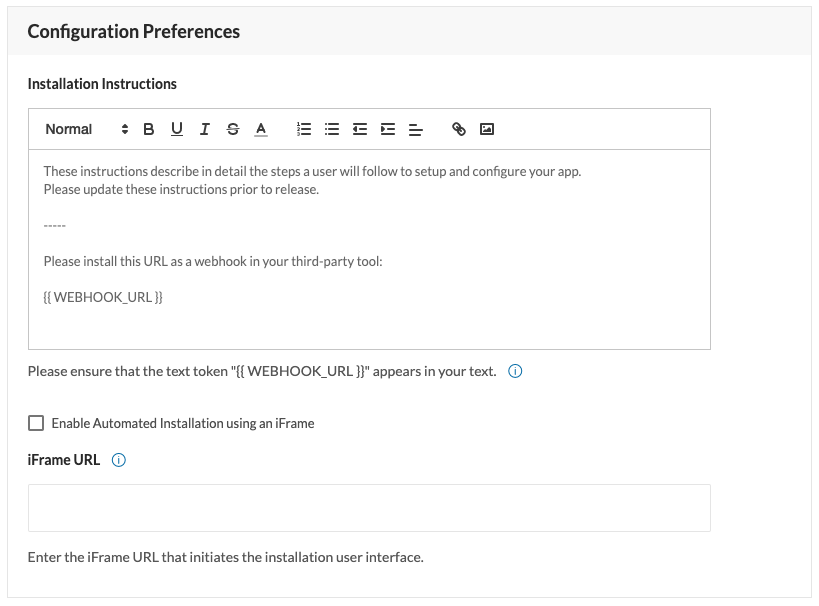 Configuration Preferences
Installation Instructions
Normal B U I S A
These instructions describe in detail the steps a user will follow to setup and configure your app.
Please update these instructions prior to release.
-----
Please install this URL as a webhook in your third-party tool:
{{ WEBHOOK_URL }}
Please ensure that the text token "{{ WEBHOOK_URL }}" appears in your text.
Enable Automated Installation using an iFrame
iFrame URL
Enter the iFrame URL that initiates the installation user interface.